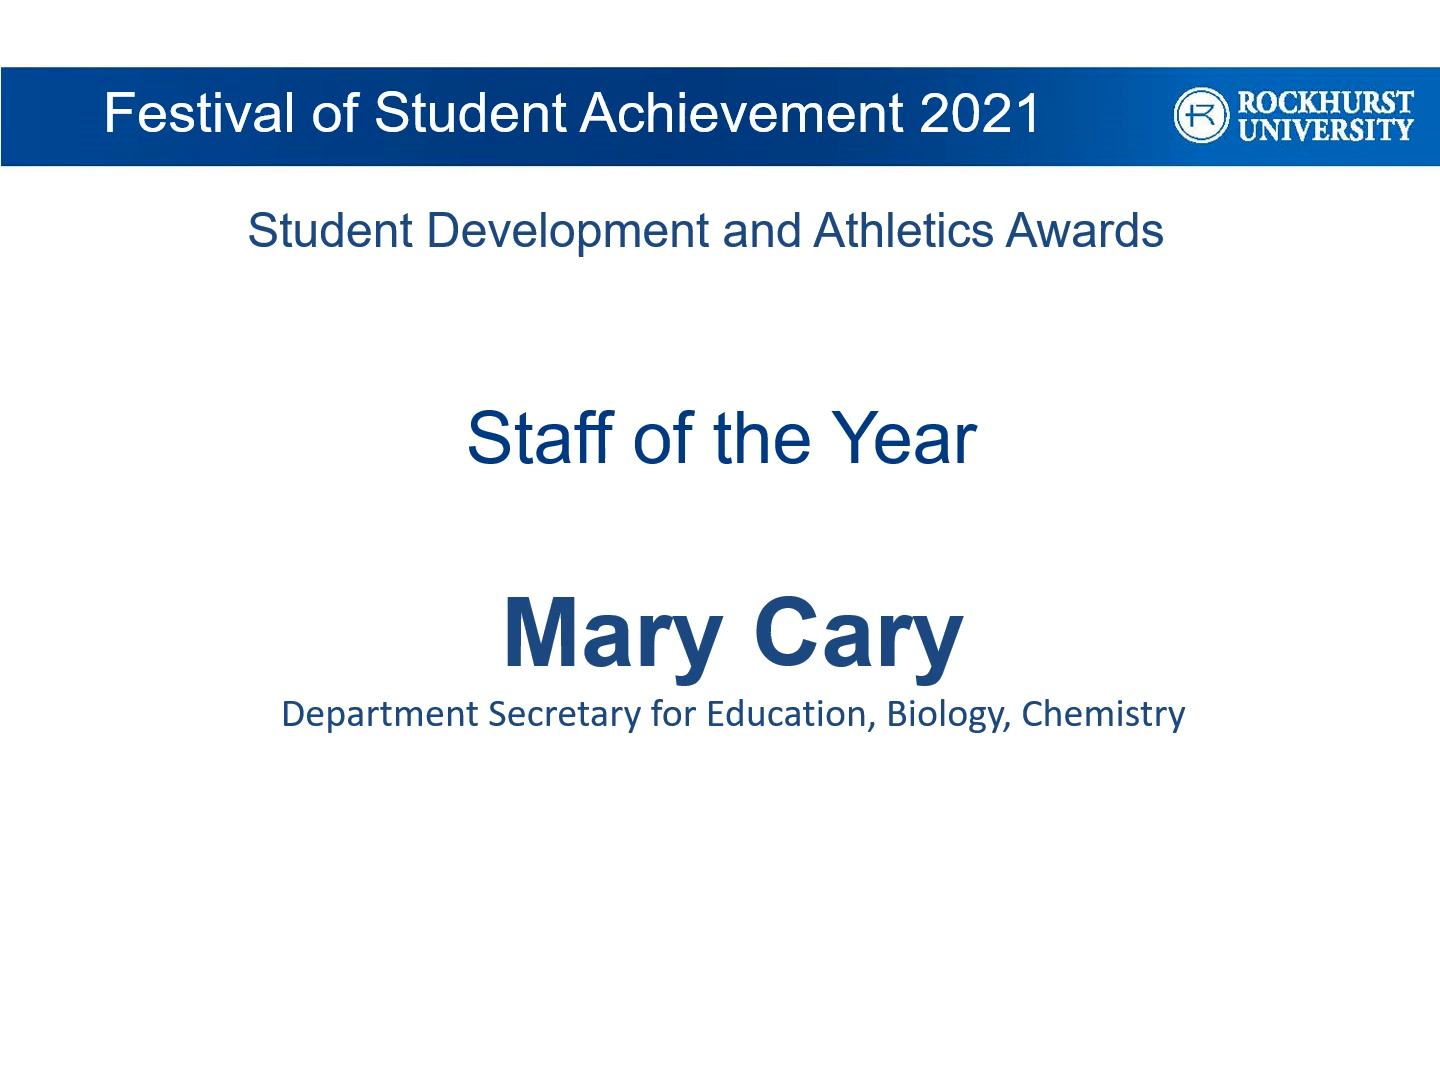 Festival of Student Achievement 2021
ROCKHURST
UNIVERSITY
Student Development and Athletics Awards
Staff of the Year
Mary Cary
Department Secretary for Education, Biology, Chemistry